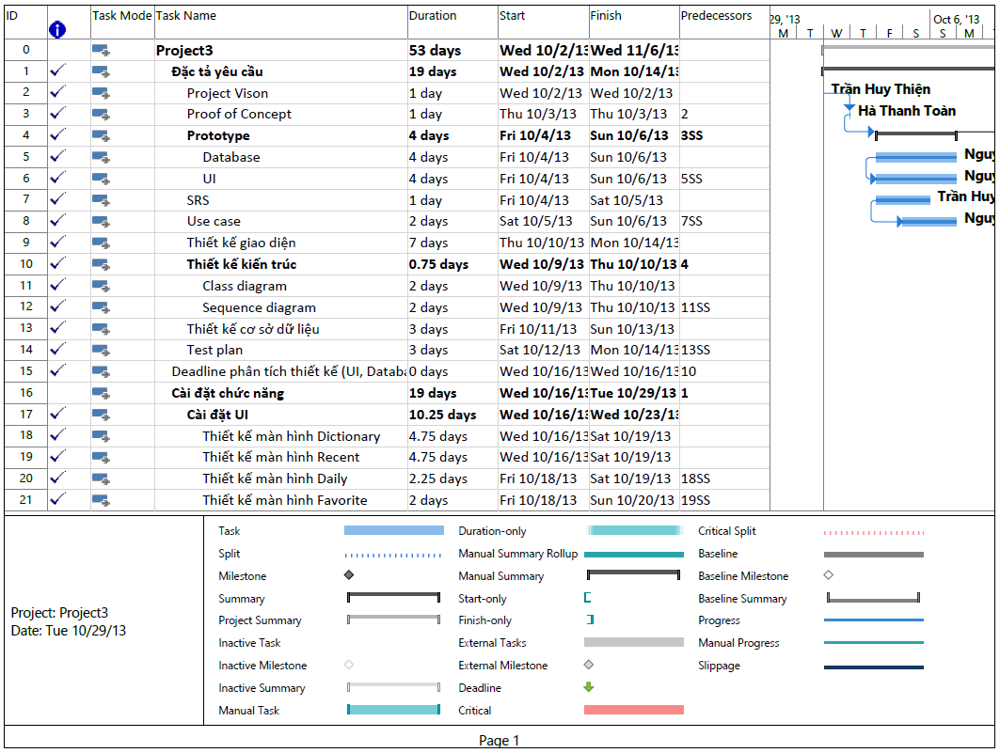 ID Task Mode Task Name Duration Start Finish Predecessors
29, '13 Oct 6, '13
M T W T F S S M
0 Project3 53 days Wed 10/2/13 Wed 11/6/13
1 Đặc tả yêu cầu 19 days Wed 10/2/13 Mon 10/14/13
2 Project Vison 1 day Wed 10/2/13 Wed 10/2/13 Trần Huy Thiện
3 Proof of Concept 1 day Thu 10/3/13 Thu 10/3/13 2 Hà Thanh Toàn
4 Prototype 4 days Fri 10/4/13 Sun 10/6/13 3SS
5 Database 4 days Fri 10/4/13 Sun 10/6/13 Nguy
6 UI 4 days Fri 10/4/13 Sun 10/6/13 5SS Nguy
7 SRS 1 day Fri 10/4/13 Sat 10/5/13 Trần Huy
8 Use case 2 days Sat 10/5/13 Sun 10/6/13 7SS Nguy
9 Thiết kế giao diện 7 days Thu 10/10/13 Mon 10/14/13
10 Thiết kế kiến trúc 0.75 days Wed 10/9/13 Thu 10/10/13 4
11 Class diagram 2 days Wed 10/9/13 Thu 10/10/13
12 Sequence diagram 2 days Wed 10/9/13 Thu 10/10/13 11SS
13 Thiết kế cơ sở dữ liệu 3 days Fri 10/11/13 Sun 10/13/13
14 Test plan 3 days Sat 10/12/13 Mon 10/14/13 13SS
15 Deadline phân tích thiết kế (UI, Databa 0 days Wed 10/16/13 Wed 10/16/13 10
16 Cài đặt chức năng 19 days Wed 10/16/13 Tue 10/29/13 1
17 Cài đặt UI 10.25 days Wed 10/16/13 Wed 10/23/13
18 Thiết kế màn hình Dictionary 4.75 days Wed 10/16/13 Sat 10/19/13
19 Thiết kế màn hình Recent 4.75 days Wed 10/16/13 Sat 10/19/13
20 Thiết kế màn hình Daily 2.25 days Fri 10/18/13 Sat 10/19/13 18SS
21 Thiết kế màn hình Favorite 2 days Fri 10/18/13 Sun 10/20/13 19SS
Project: Project3
Date: Tue 10/29/13
Task
Split
Milestone
Summary
Project Summary
Inactive Task
Inactive Milestone
Inactive Summary
Manual Task
Duration-only
Manual Summary Rollup
Manual Summary
Start-only
Finish-only
External Tasks
External Milestone
Deadline
Critical
Critical Split
Baseline
Baseline Milestone
Baseline Summary
Progress
Manual Progress
Slippage
Page 1